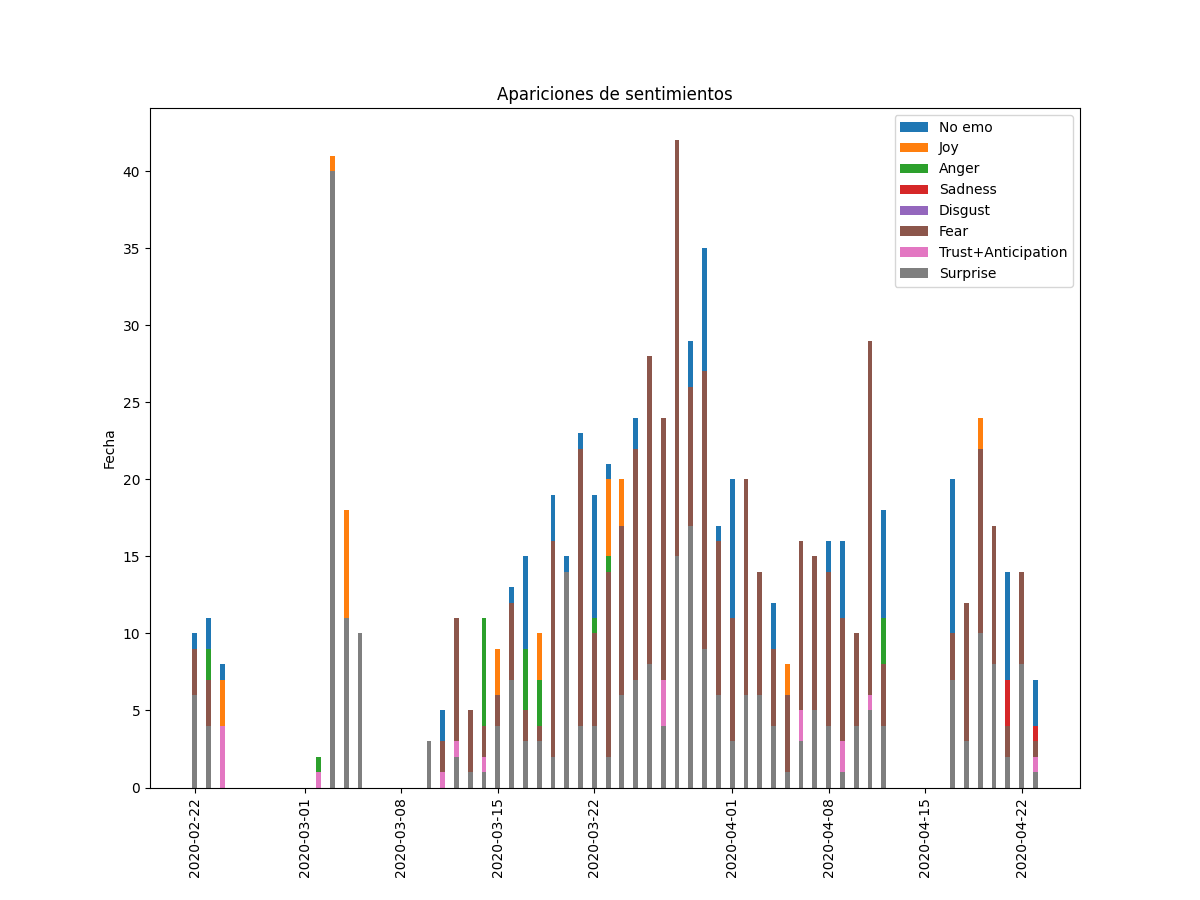 Apariciones de sentimientos
No emo
Joy
Anger
Sadness
Disgust
Fear
Trust+Anticipation
Surprise
Fecha
40
35
30
25
20
15
10
5
0
2020-02-22
2020-03-01
2020-03-08
2020-03-15
2020-03-22
2020-04-01
2020-04-08
2020-04-15
2020-04-22